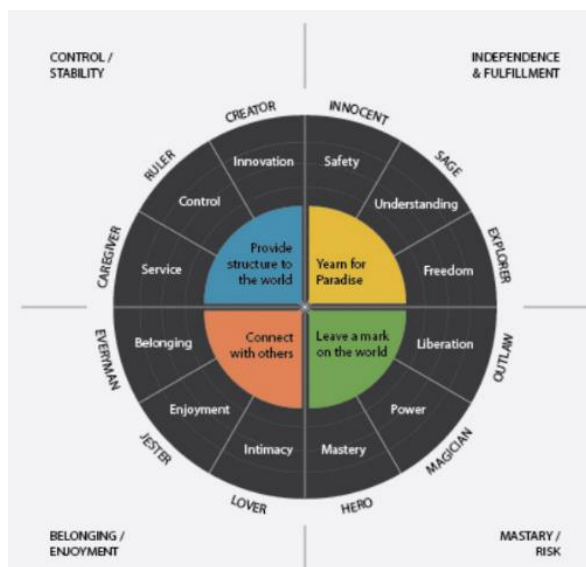 CONTROL /
STABILITY
INDEPENDENCE
& FULFILLMENT
CREATOR
INNOCENT
RULER
SAGE
CAREGIVER
EXPLORER
Innovation
Safety
Control
Understanding
Service
Freedom
Provide
structure to
the world
Yearn for
Paradise
Connect
with others
Leave a mark
on the world
Belonging
Liberation
Enjoyment
Power
Intimacy
Mastery
EVERYMAN
OUTLAW
JESTER
MAGICIAN
LOVER
HERO
BELONGING /
ENJOYMENT
MASTARY /
RISK